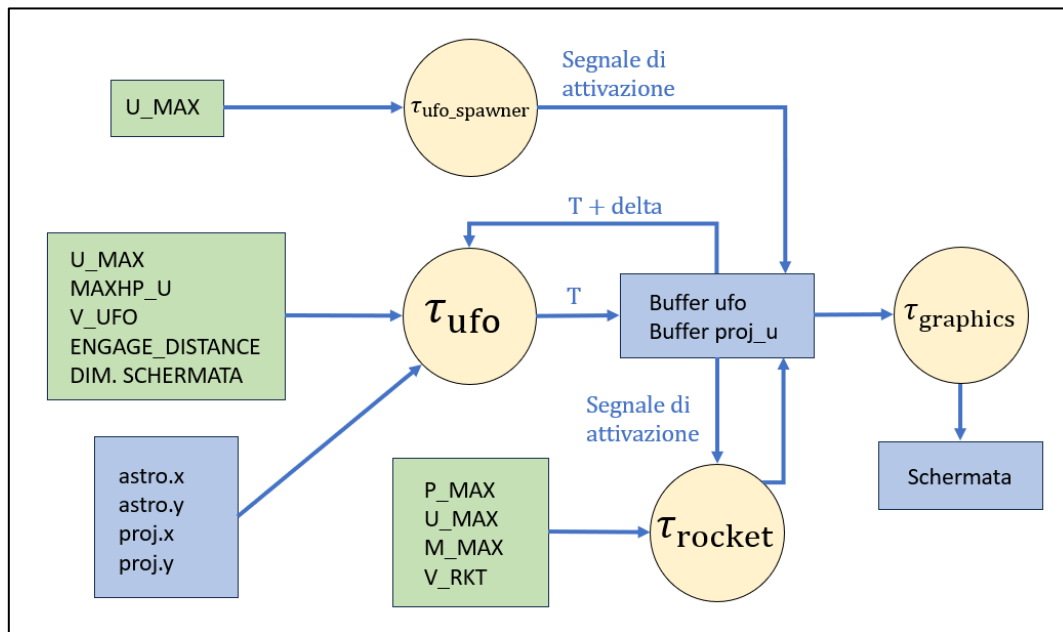 U_MAX
τufo_spawner
Segnale di
attivazione
T + delta
U_MAX
MAXHP_U
V_UFO
ENGAGE_DISTANCE
DIM. SCHERMATA
τufo
T
Buffer ufo
Buffer proj_u
τgraphics
Segnale di
attivazione
astro.x
astro.y
proj.x
proj.y
P_MAX
U_MAX
M_MAX
V_RKT
τrocket
Schermata